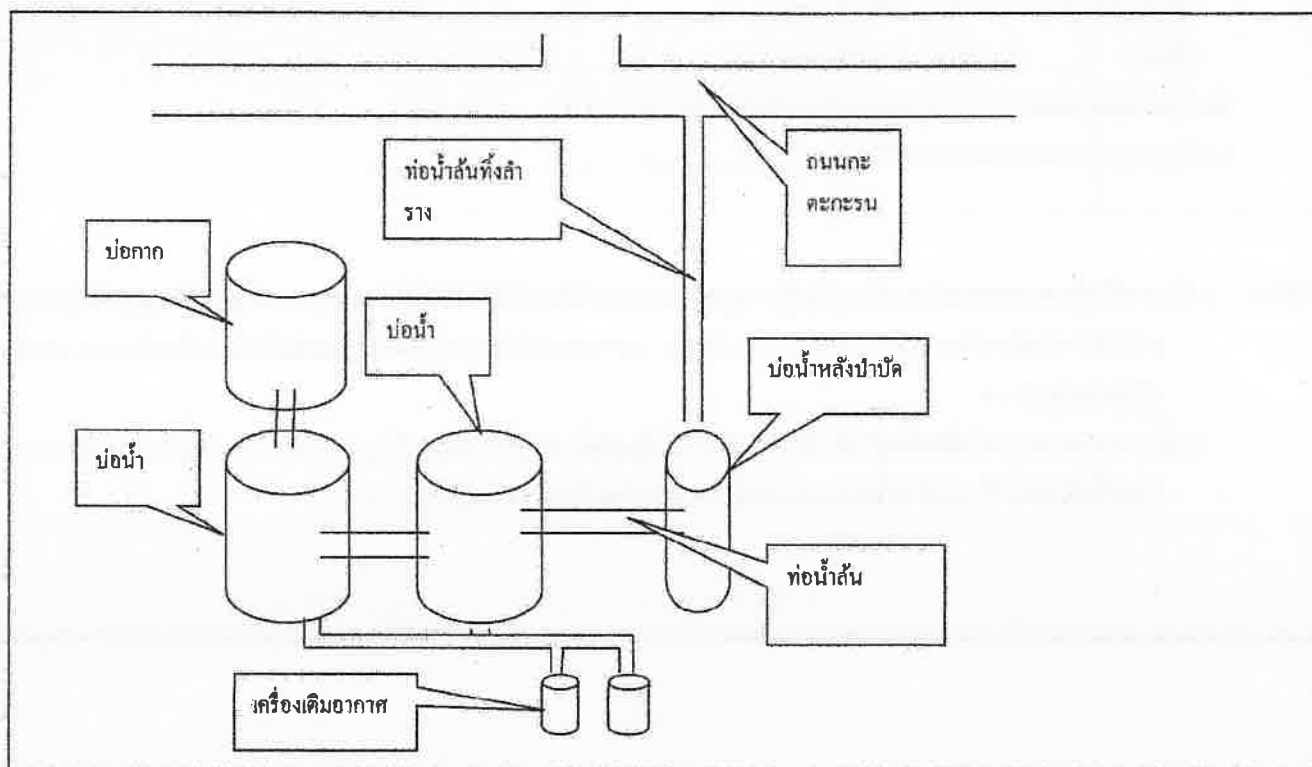 ถนนกะ
ตะกะรน
ท่อน้ำล้นทิ้งลำ
ราง
บ่อกาก
บ่อน้ำ
บ่อน้ำหลังบำบัด
บ่อน้ำ
ท่อน้ำล้น
เครื่องเติมอากาศ